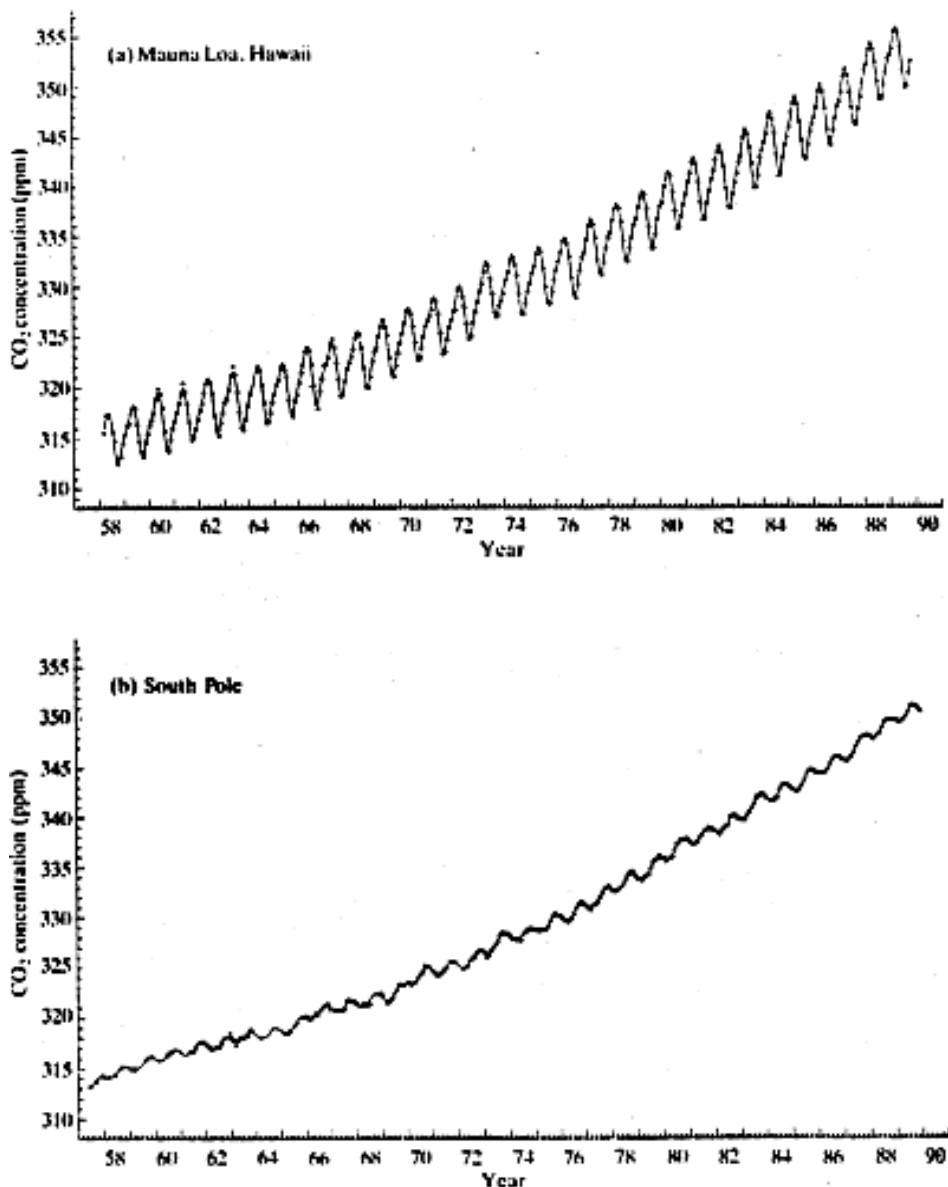 (a) Mauna Loa, Hawaii
CO₂ concentration (ppm)
355
350
345
340
335
330
325
320
315
310
58 60 62 64 66 68 70 72 74 76 78 80 82 84 86 88 90
Year
(b) South Pole
CO₂ concentration (ppm)
355
350
345
340
335
330
325
320
315
310
58 60 62 64 66 68 70 72 74 76 78 80 82 84 86 88 90
Year